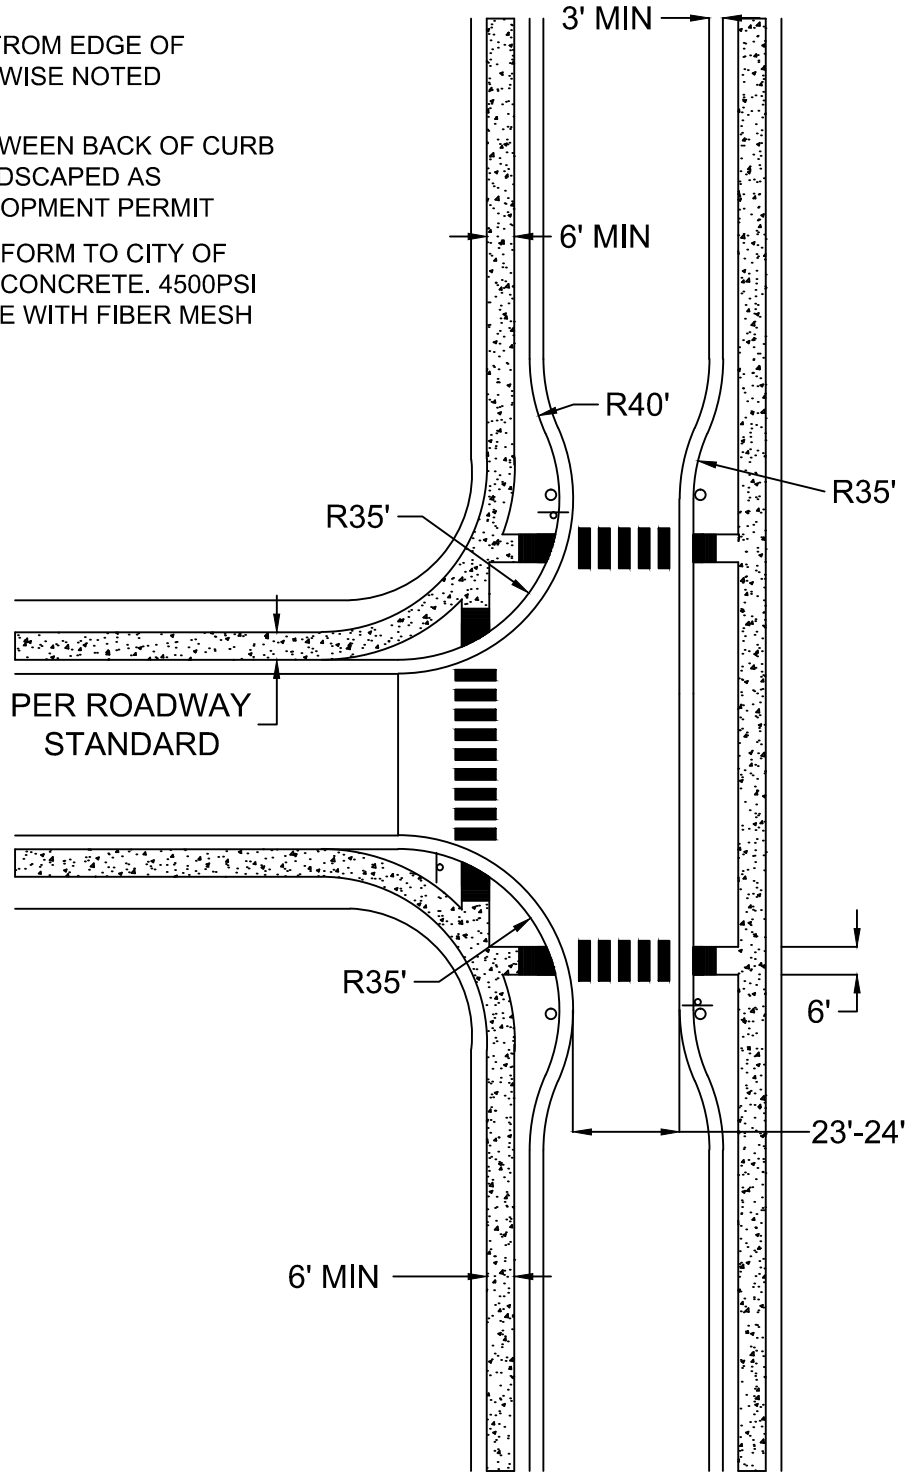 FROM EDGE OF
WISE NOTED
WEEN BACK OF CURB
DSCAPED AS
OPMENT PERMIT
FORM TO CITY OF
CONCRETE. 4500PSI
E WITH FIBER MESH
3' MIN
6' MIN
R40'
R35'
R35'
PER ROADWAY
STANDARD
R35'
6'
23'-24'
6' MIN